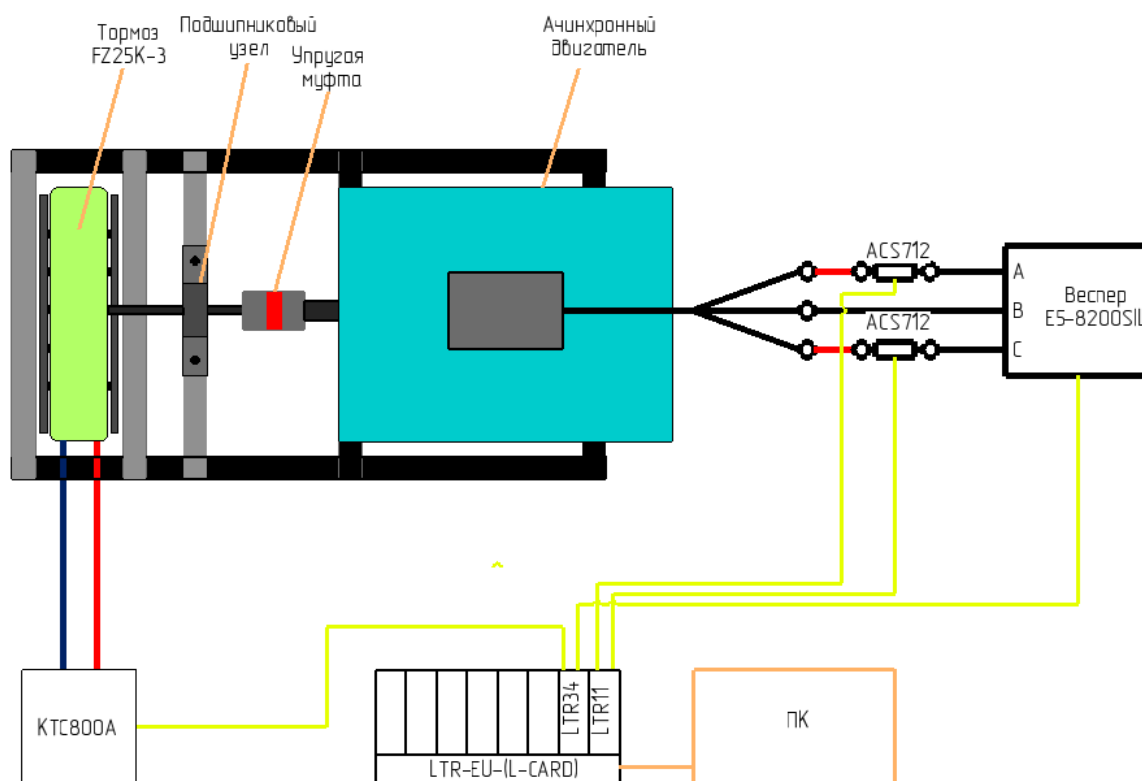 Тормоз
FZ25K-3
Подшипниковый
узел
Упругая
муфта
Ачинхронный
двигатель
ACS712
A
B
ACS712
C
Веспер
E5-8200SIL
КТС800А
LTR34
LTR11
LTR-EU-(L-CARD)
ПК